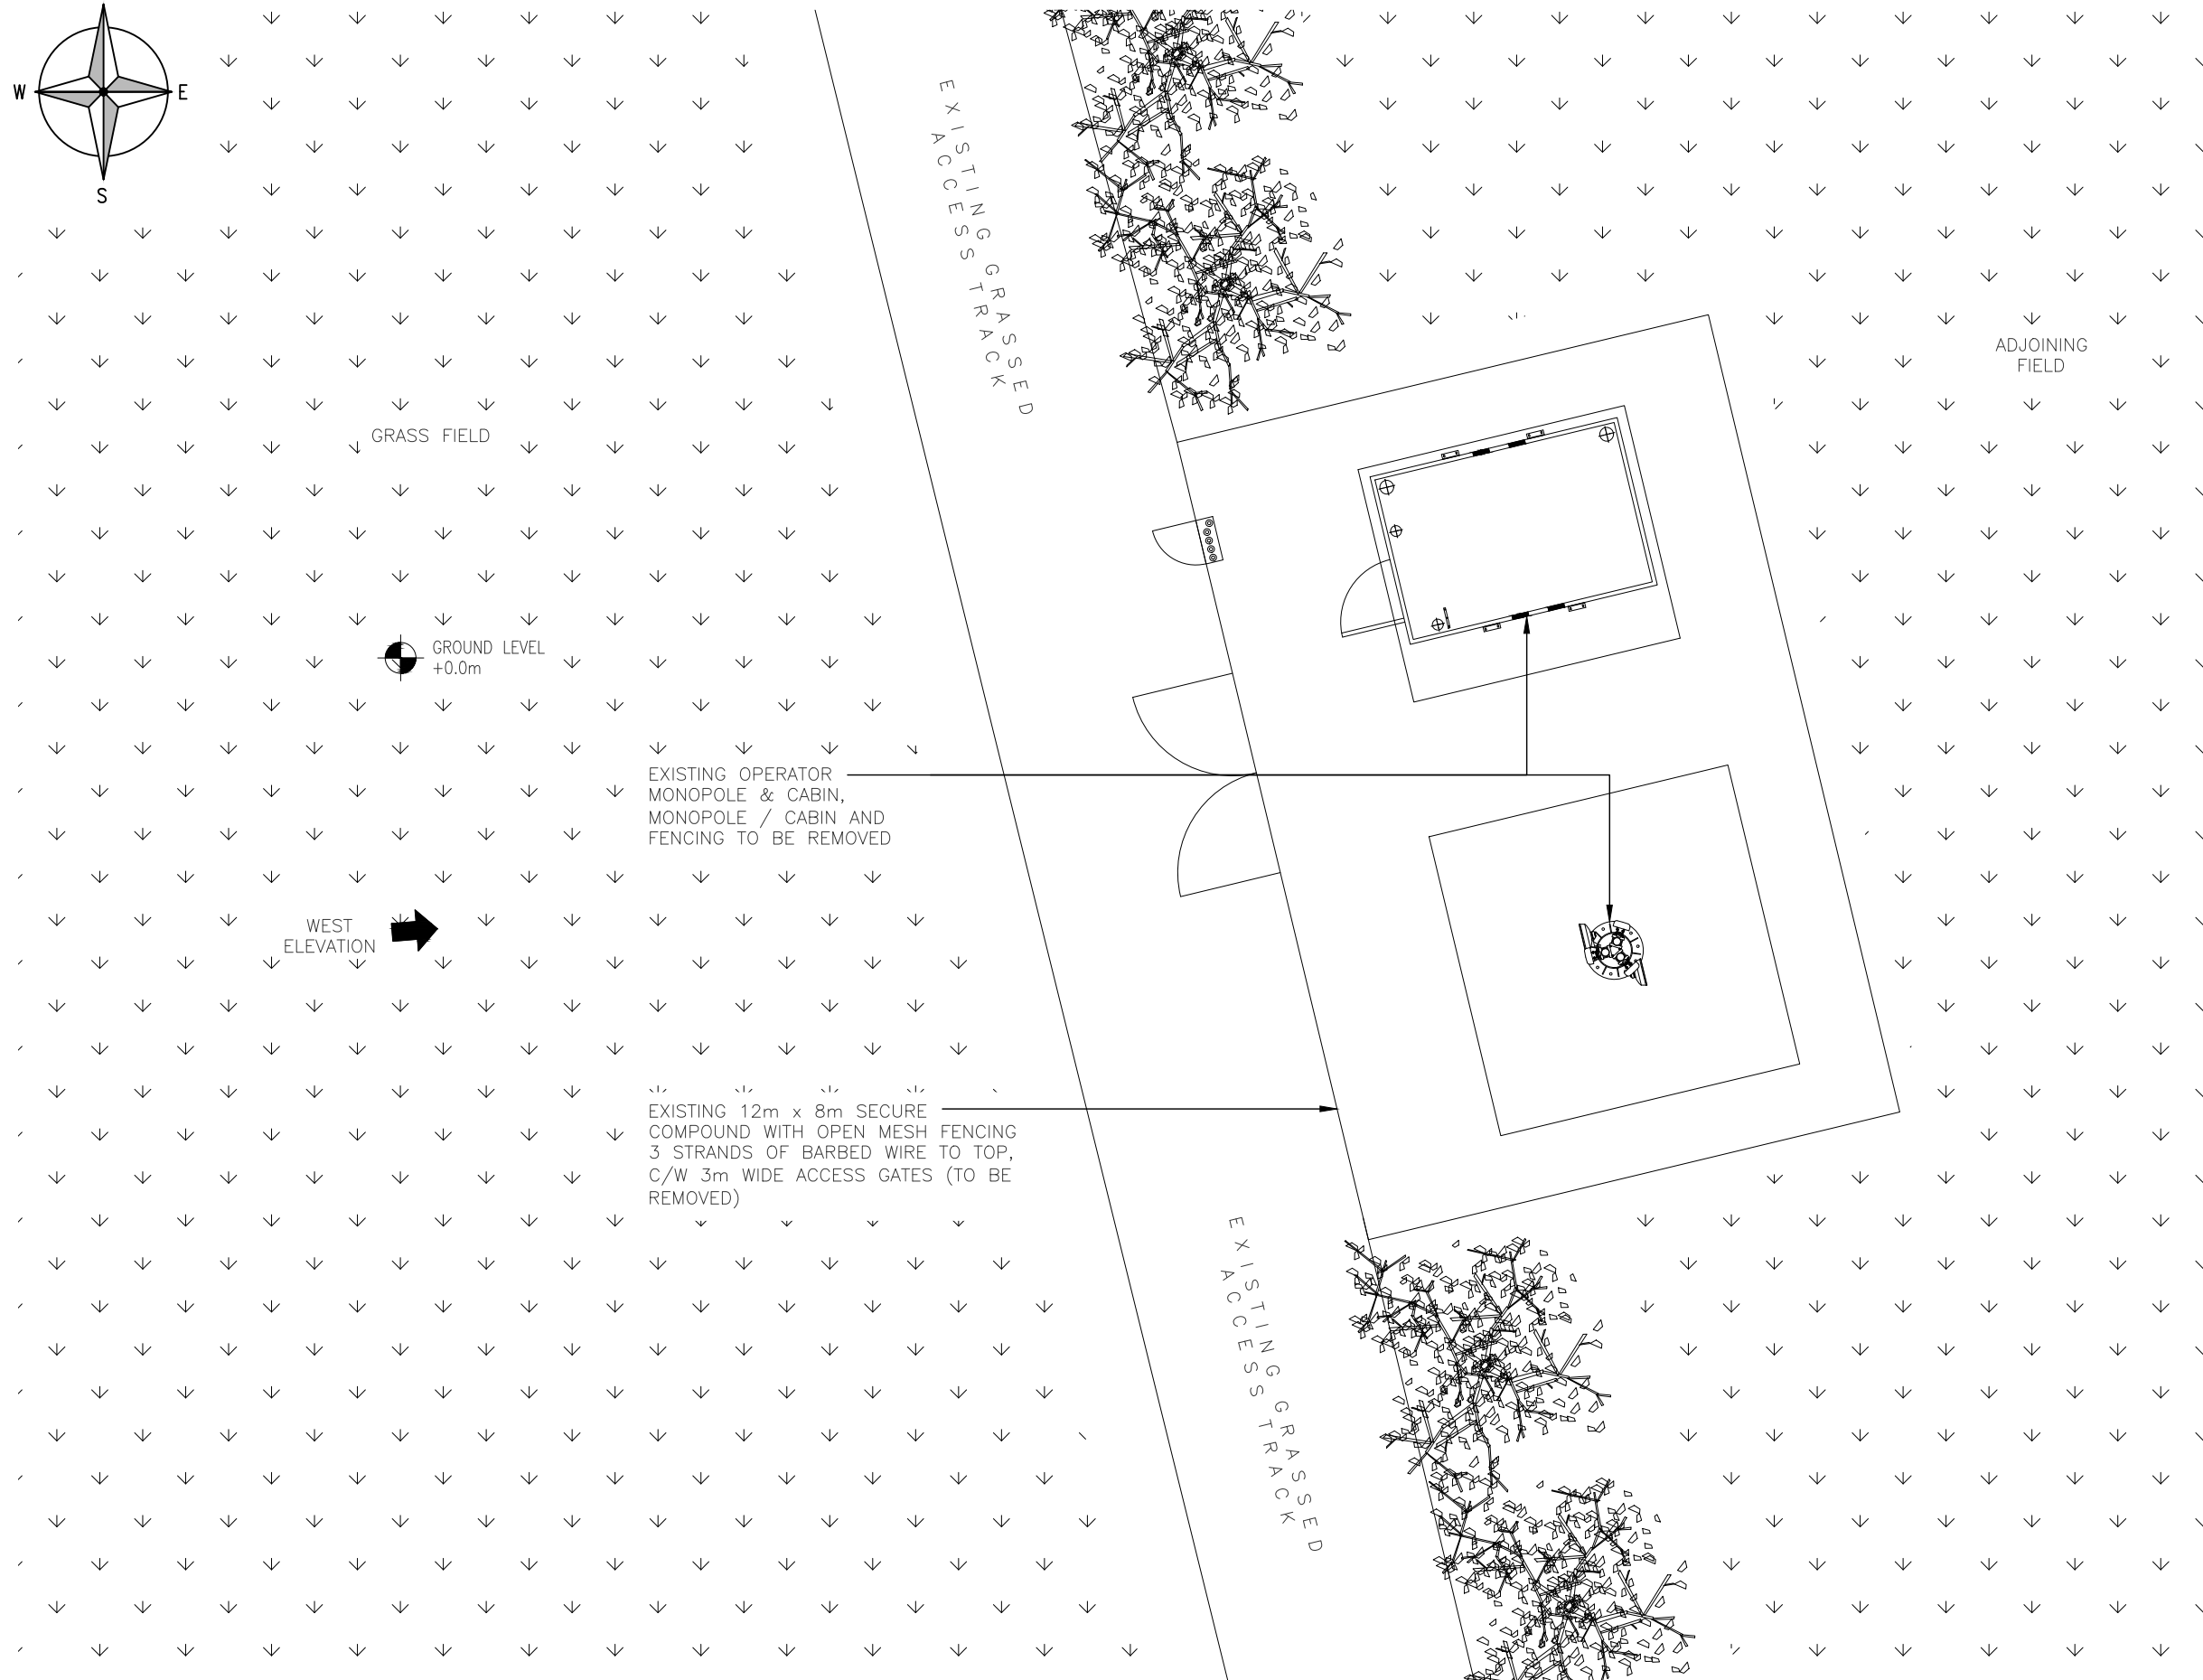 W
E
S
EXISTING GRASSED
ACCESS TRACK
ADJOINING
FIELD
GRASS FIELD
GROUND LEVEL
+0.0m
EXISTING OPERATOR
MONOPOLE & CABIN,
MONOPOLE / CABIN AND
FENCING TO BE REMOVED
WEST
ELEVATION
EXISTING 12m x 8m SECURE
COMPOUND WITH OPEN MESH FENCING
3 STRANDS OF BARBED WIRE TO TOP,
C/W 3m WIDE ACCESS GATES (TO BE
REMOVED)
EXISTING GRASSED
ACCESS TRACK